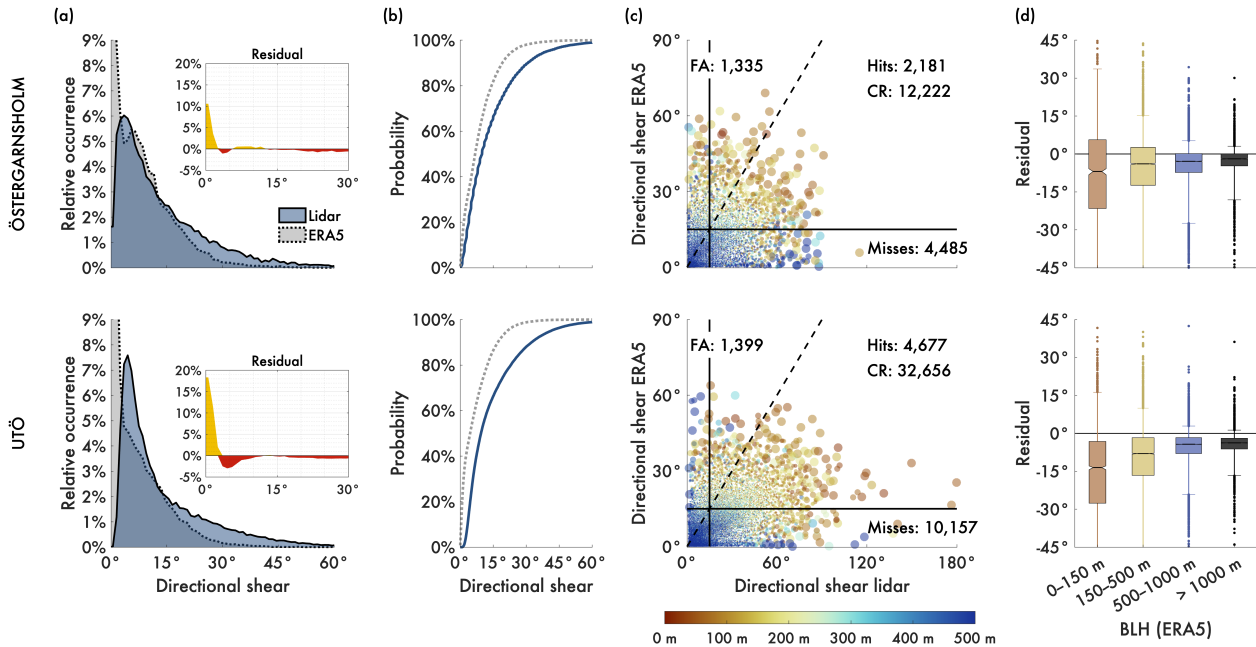 (a)
(b)
(c)
(d)
ÖSTERGARNSHOLM
Relative occurrence
9%
8%
7%
6%
5%
4%
3%
2%
1%
0%
Residual
20%
15%
10%
5%
0%
-5%
0°
15°
30°
Lidar
ERA5
Probability
100%
80%
60%
40%
20%
0%
Directional shear ERA5
90°
60°
30°
0°
FA: 1,335
Hits: 2,181
CR: 12,222
Misses: 4,485
Residual
45°
30°
15°
0°
-15°
-30°
-45°
UTÖ
Relative occurrence
9%
8%
7%
6%
5%
4%
3%
2%
1%
0%
0°
15°
30°
45°
60°
Directional shear
Residual
20%
15%
10%
5%
0%
-5%
0°
15°
30°
Probability
100%
80%
60%
40%
20%
0%
0°
15°
30°
45°
60°
Directional shear
Directional shear ERA5
90°
60°
30°
0°
FA: 1,399
Hits: 4,677
CR: 32,656
Misses: 10,157
0°
60°
120°
180°
Directional shear lidar
0 m
100 m
200 m
300 m
400 m
500 m
Residual
45°
30°
15°
0°
-15°
-30°
-45°
0–150 m
150–500 m
500–1000 m
> 1000 m
BLH (ERA5)